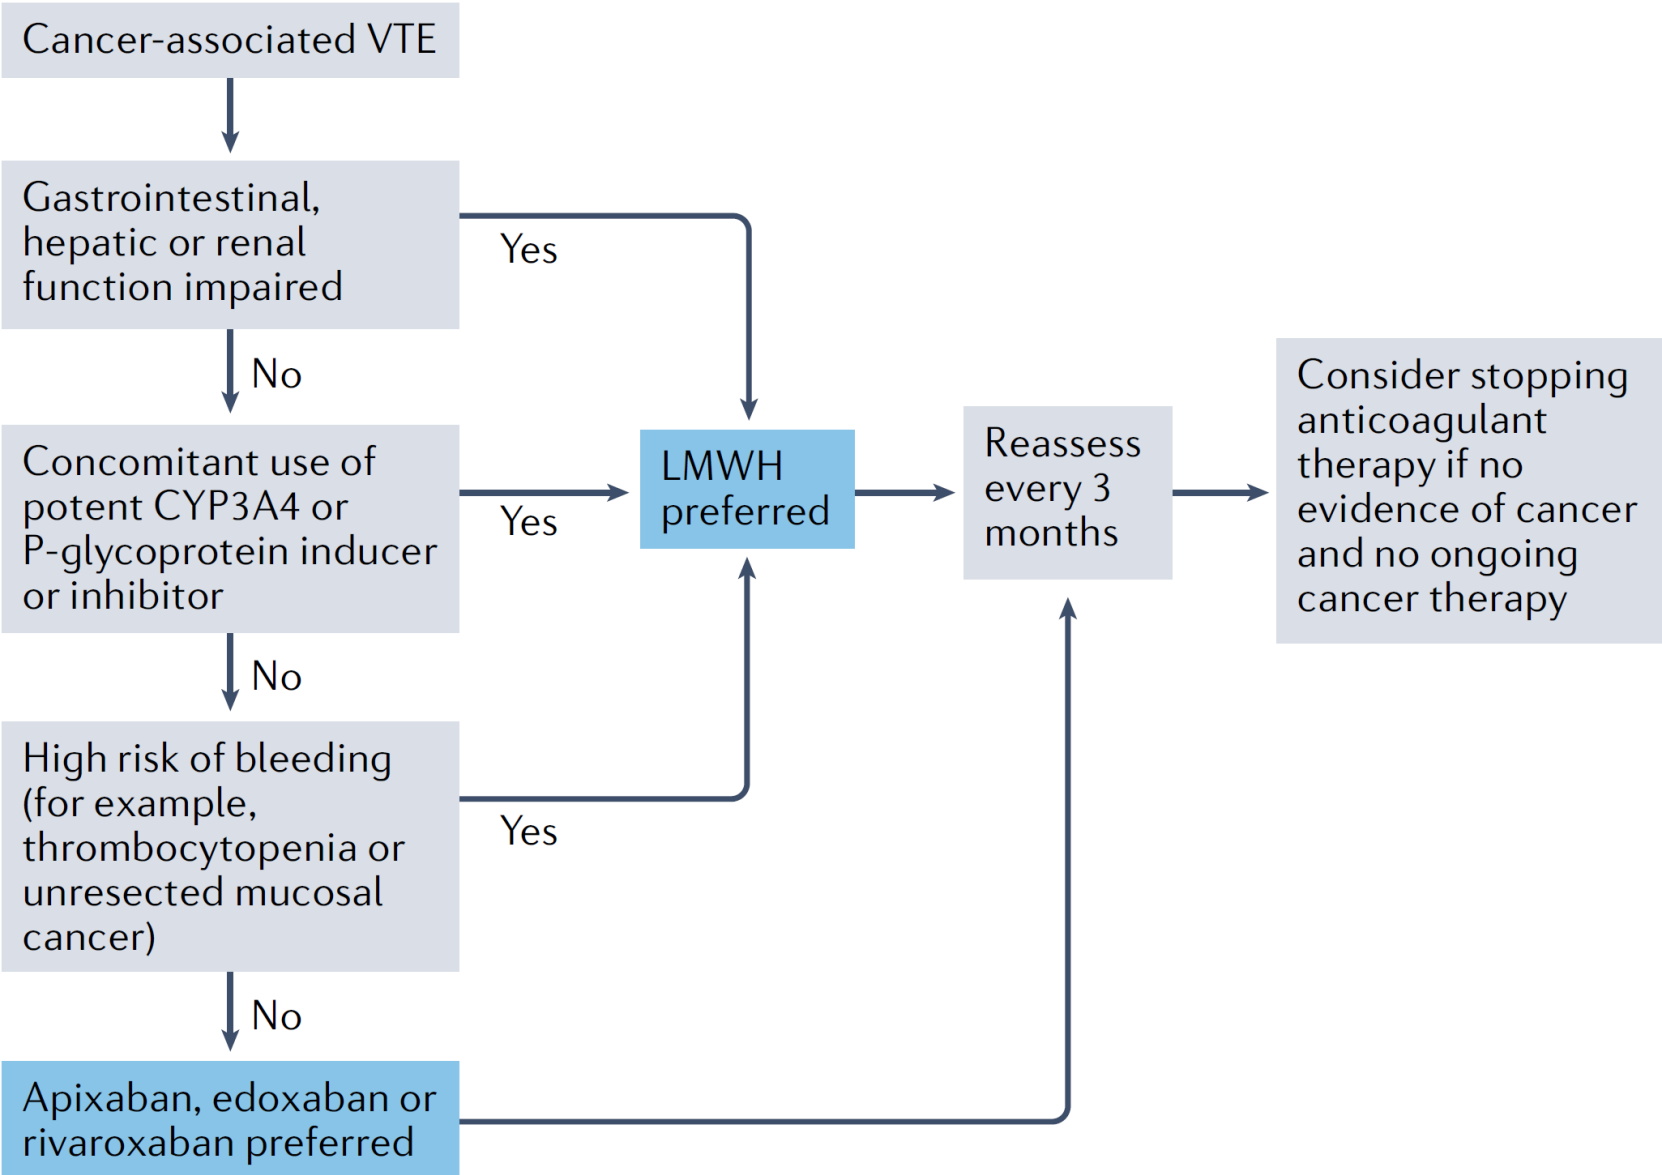 Cancer-associated VTE
Gastrointestinal,
hepatic or renal
function impaired
Yes
No
Concomitant use of
potent CYP3A4 or
P-glycoprotein inducer
or inhibitor
Yes
No
High risk of bleeding
(for example,
thrombocytopenia or
unresected mucosal
cancer)
Yes
No
Apixaban, edoxaban or
rivaroxaban preferred
LMWH
preferred
Reassess
every 3
months
Consider stopping
anticoagulant
therapy if no
evidence of cancer
and no ongoing
cancer therapy